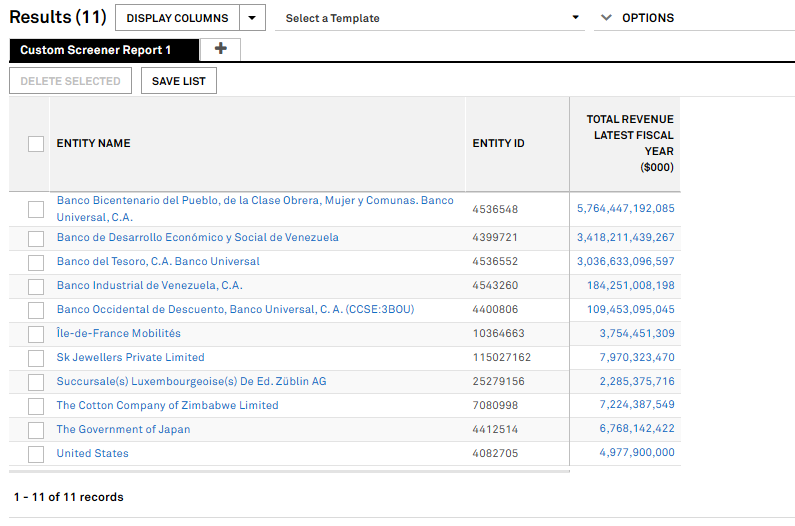 Results (11) DISPLAY COLUMNS Select a Template OPTIONS
Custom Screener Report 1 +
DELETE SELECTED SAVE LIST
ENTITY NAME ENTITY ID TOTAL REVENUE
LATEST FISCAL
YEAR
($000)
Banco Bicentenario del Pueblo, de la Clase Obrera, Mujer y Comunas. Banco
Universal, C.A. 4536548 5,764,447,192,085
Banco de Desarrollo Económico y Social de Venezuela 4399721 3,418,211,439,267
Banco del Tesoro, C.A. Banco Universal 4536552 3,036,633,096,597
Banco Industrial de Venezuela, C.A. 4543260 184,251,008,198
Banco Occidental de Descuento, Banco Universal, C. A. (CCSE:3BOU) 4400806 109,453,095,045
Île-de-France Mobilités 10364663 3,754,451,309
Sk Jewellers Private Limited 115027162 7,970,323,470
Succursale(s) Luxembourgeoise(s) De Ed. Züblin AG 25279156 2,285,375,716
The Cotton Company of Zimbabwe Limited 7080998 7,224,387,549
The Government of Japan 4412514 6,768,142,422
United States 4082705 4,977,900,000
1 - 11 of 11 records